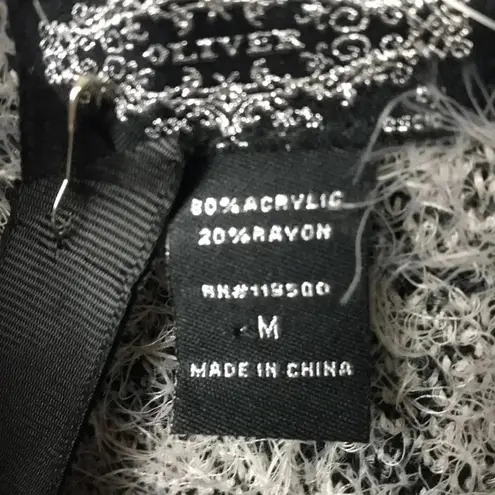 OLIVER
80% ACRYLIC
20% RAYON
RN#119500
M
MADE IN CHINA